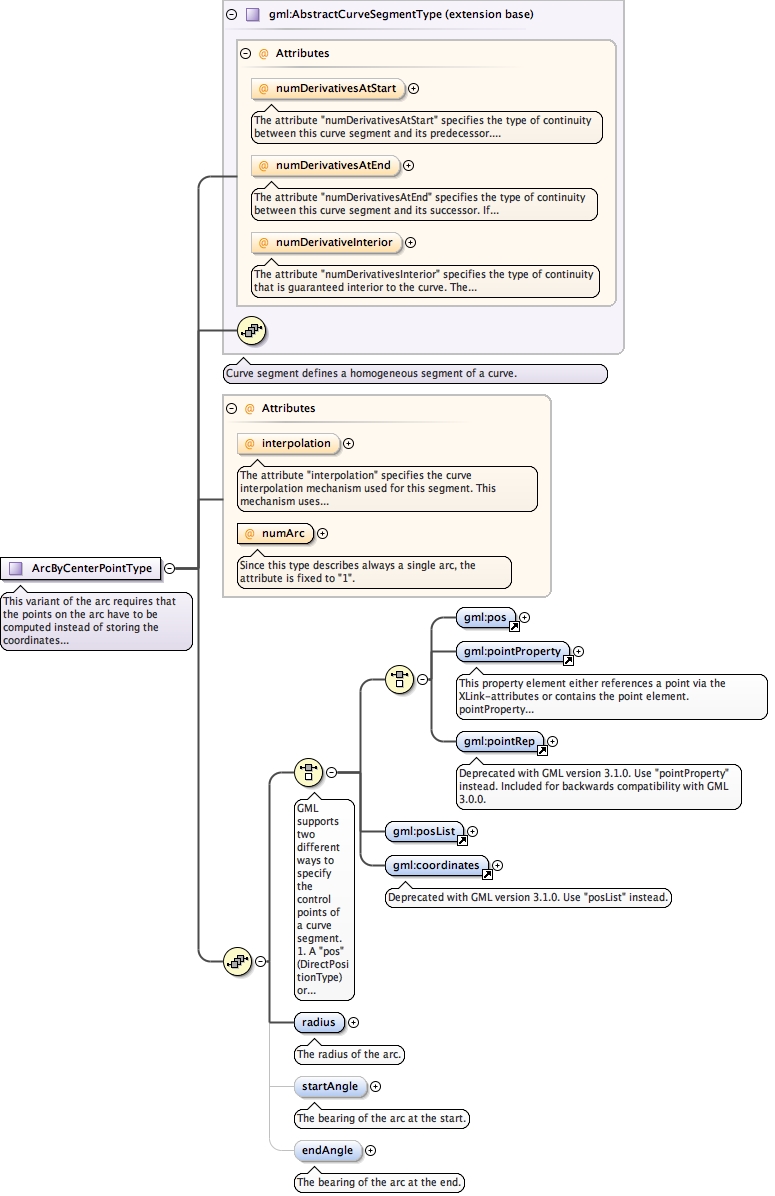 gml:AbstractCurveSegmentType (extension base)
@ Attributes
@ numDerivativesAtStart
The attribute "numDerivativesAtStart" specifies the type of continuity
between this curve segment and its predecessor....
@ numDerivativesAtEnd
The attribute "numDerivativesAtEnd" specifies the type of continuity
between this curve segment and its successor. If...
@ numDerivativeInterior
The attribute "numDerivativesInterior" specifies the type of continuity
that is guaranteed interior to the curve. The...
Curve segment defines a homogeneous segment of a curve.
@ Attributes
@ interpolation
The attribute "interpolation" specifies the curve
interpolation mechanism used for this segment. This
mechanism uses...
@ numArc
Since this type describes always a single arc, the
attribute is fixed to "1".
ArcByCenterPointType
This variant of the arc requires that
the points on the arc have to be
computed instead of storing the
coordinates...
gml:pos
gml:pointProperty
This property element either references a point via the
XLink-attributes or contains the point element.
pointProperty...
gml:pointRep
Deprecated with GML version 3.1.0. Use "pointProperty"
instead. Included for backwards compatibility with GML
3.0.0.
GML
supports
two
different
ways to
specify
the
control
points of
a curve
segment.
1. A "pos"
(DirectPosi
tionType)
or...
gml:posList
gml:coordinates
Deprecated with GML version 3.1.0. Use "posList" instead.
radius
The radius of the arc.
startAngle
The bearing of the arc at the start.
endAngle
The bearing of the arc at the end.